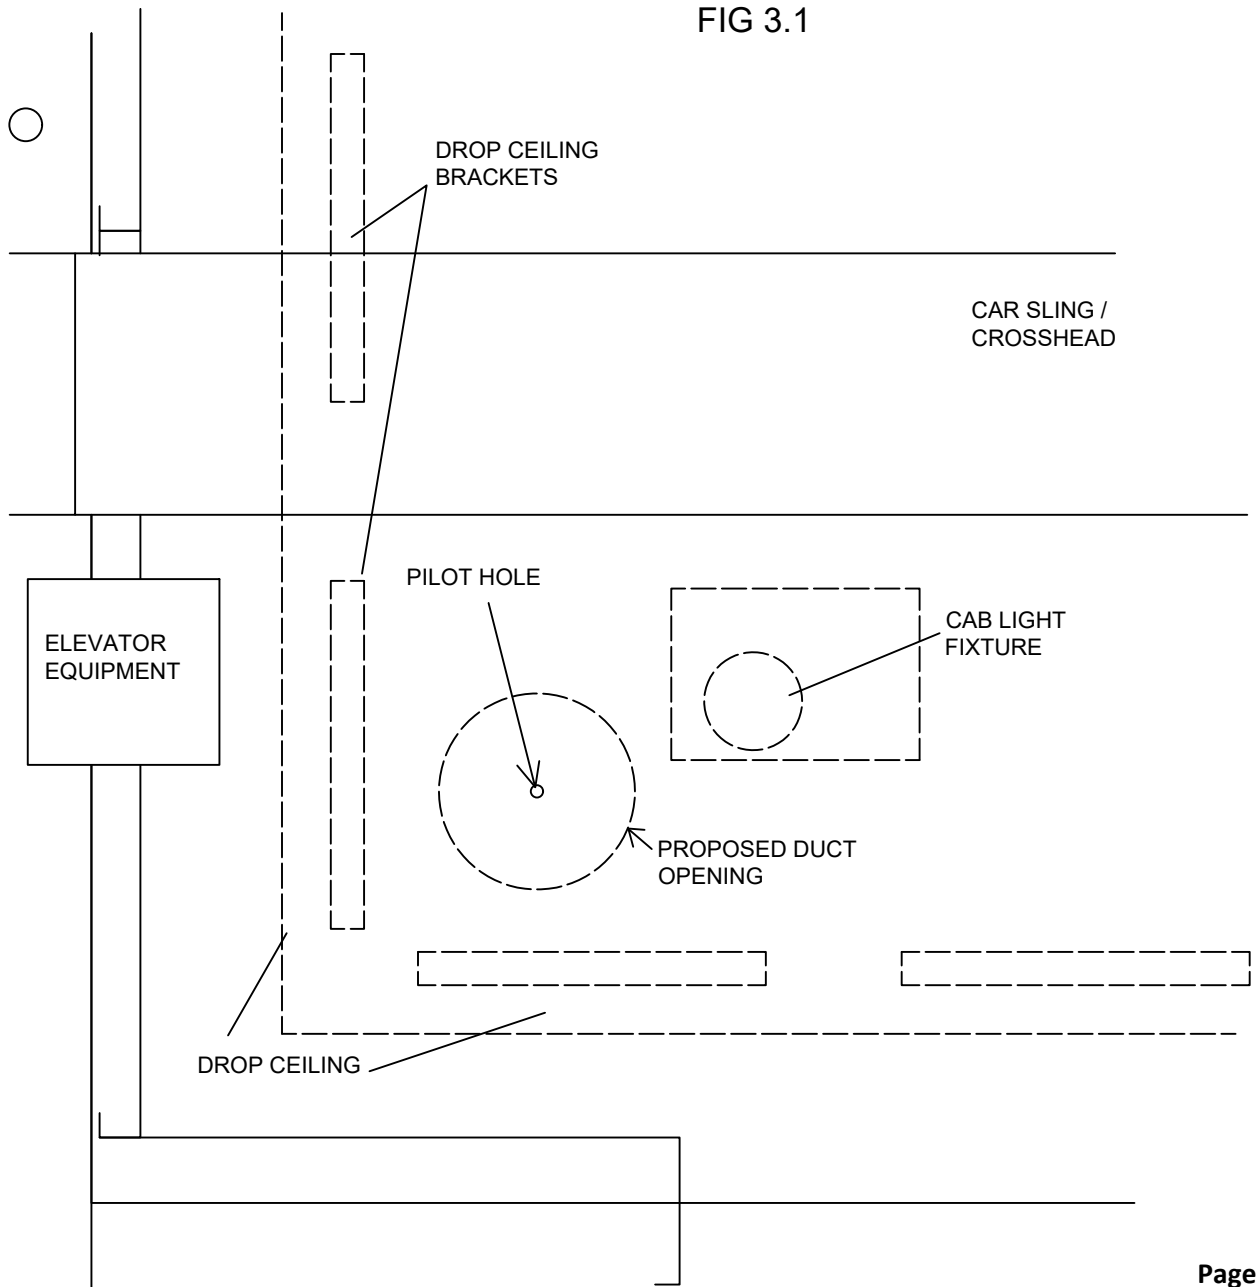 FIG 3.1
DROP CEILING
BRACKETS
CAR SLING /
CROSSHEAD
PILOT HOLE
CAB LIGHT
FIXTURE
ELEVATOR
EQUIPMENT
PROPOSED DUCT
OPENING
DROP CEILING
Page